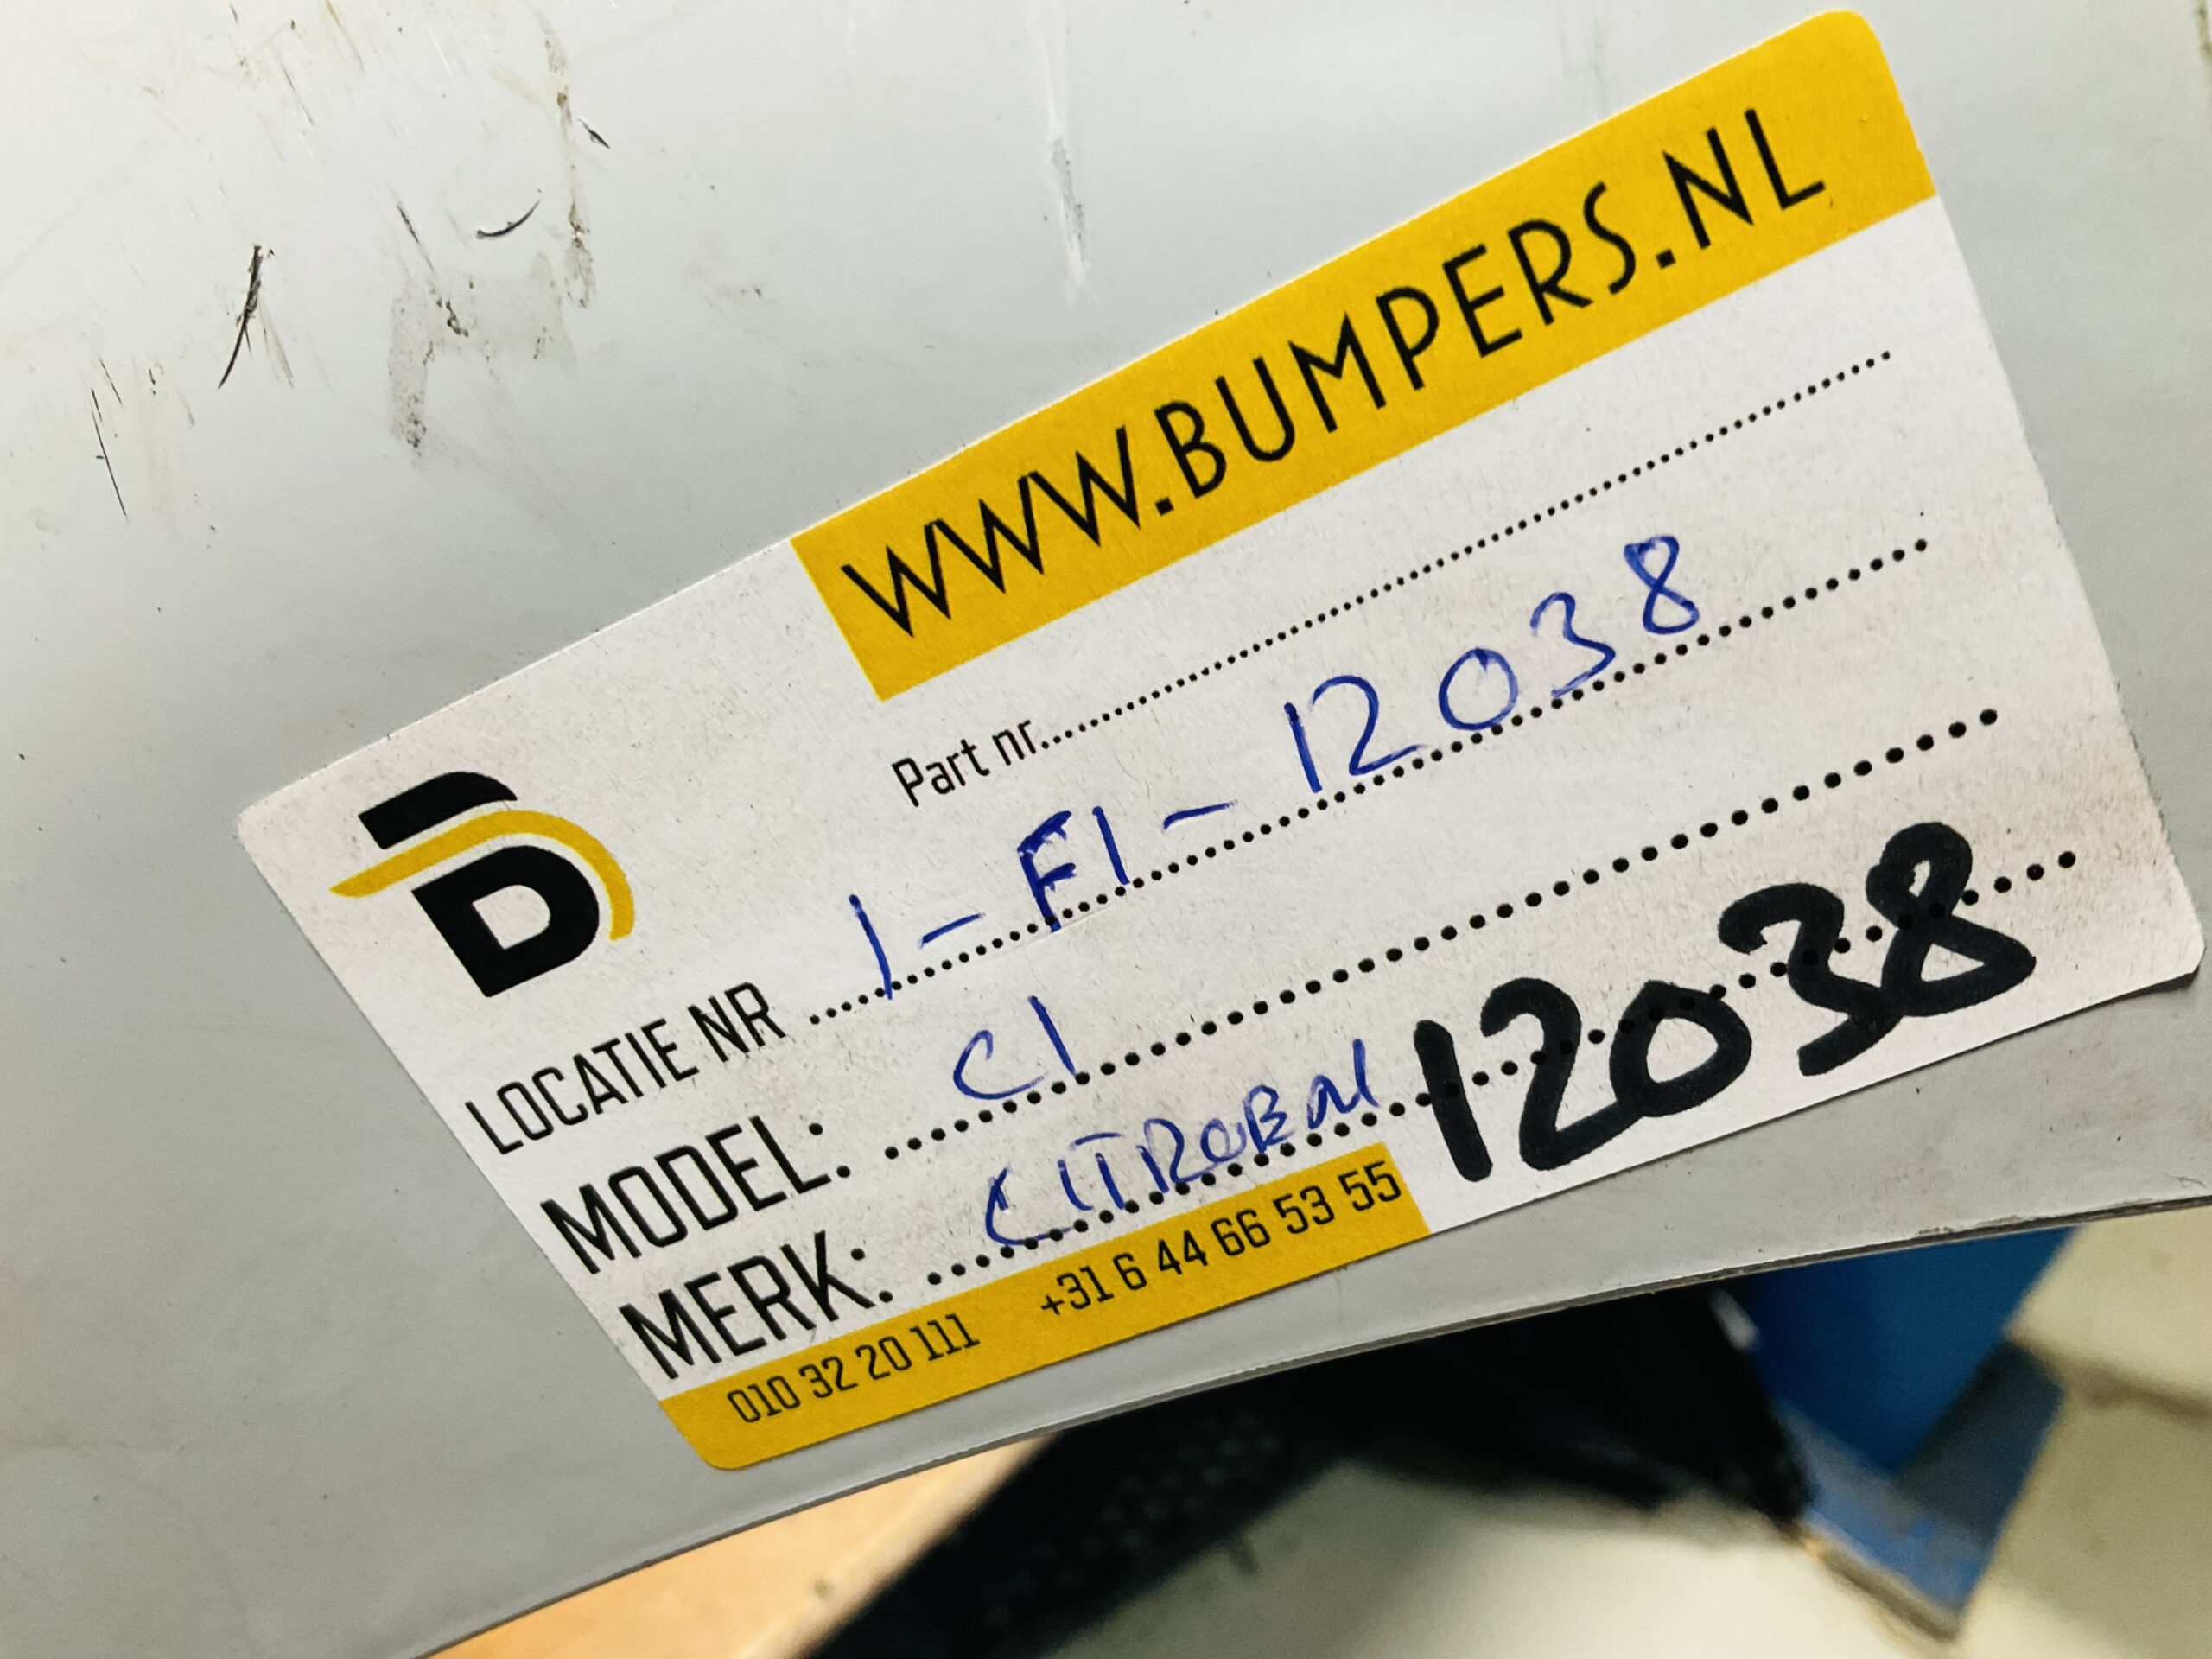 WWW.BUMPERS.NL
Part nr.............
LOCATIE NR 1-F1-12038
MODEL: C1
MERK: CITROEN 12038
010 32 20 111 +31 6 44 66 53 55